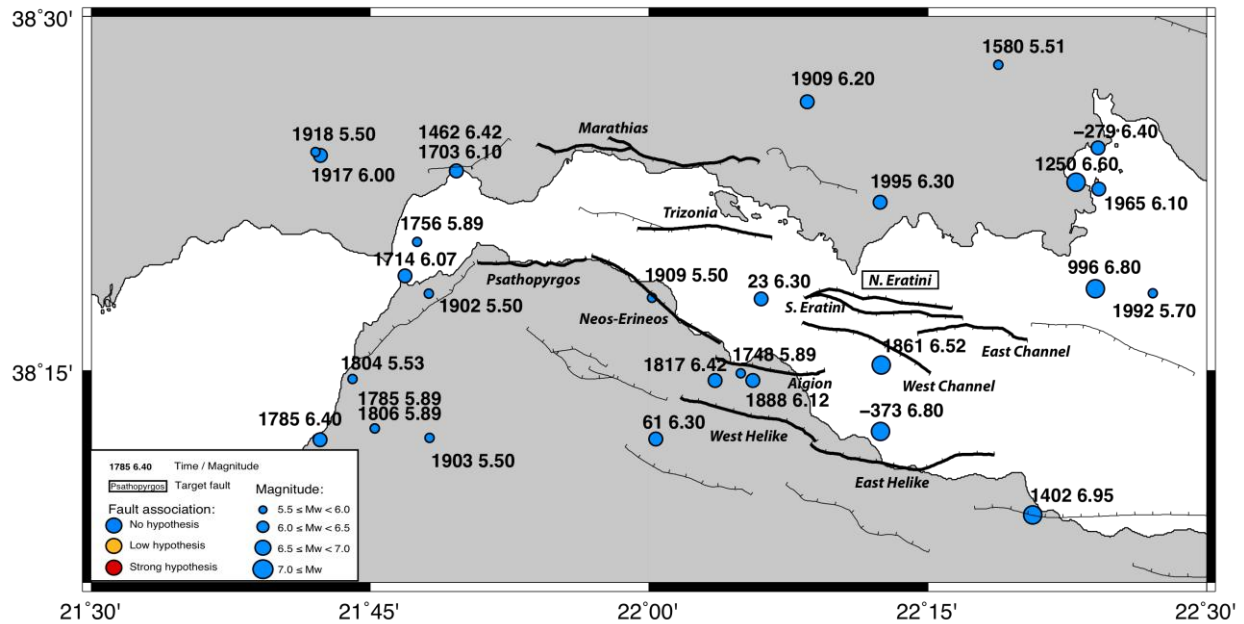 38°30'
1580 5.51
1909 6.20
1918 5.50
1462 6.42
1703 6.10
Marathias
−279 6.40
1917 6.00
1250 6.60
1995 6.30
1965 6.10
1756 5.89
Trizonia
1714 6.07
Psathopyrgos
1909 5.50
23 6.30
N. Eratini
996 6.80
1902 5.50
Neos-Erineos
S. Eratini
1992 5.70
1861 6.52
East Channel
38°15'
1804 5.53
1817 6.42
1748 5.89
Aigion
West Channel
1785 5.89
1806 5.89
1888 6.12
1785 6.40
61 6.30
West Helike
−373 6.80
1903 5.50
East Helike
1402 6.95
1785 6.40 Time / Magnitude
Psathopyrgos Target fault
Fault association:
No hypothesis
Low hypothesis
Strong hypothesis
Magnitude:
5.5 ≤ Mw < 6.0
6.0 ≤ Mw < 6.5
6.5 ≤ Mw < 7.0
7.0 ≤ Mw
21°30' 21°45' 22°00' 22°15' 22°30'